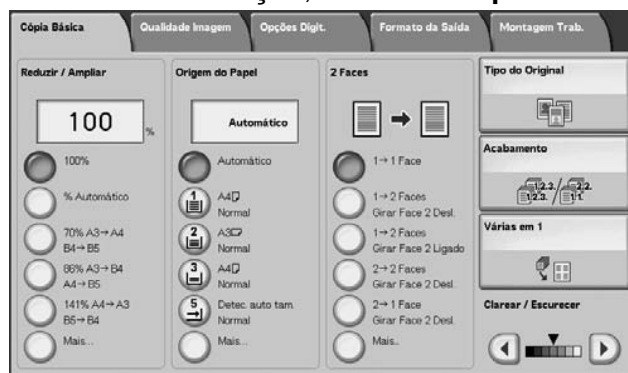 Cópia Básica
Qualidade Imagem
Opções Digit.
Formato da Saída
Montagem Trab.
Reduzir / Ampliar
100 %
100%
% Automático
70% A3→A4
B4→B5
86% A3→B4
A4→B5
141% A4→A3
B5→B4
Mais...
Origem do Papel
Automático
Automático
1 A4
Normal
2 A3
Normal
3 A4
Normal
5 Detec. auto tam.
Normal
Mais...
2 Faces
1→1 Face
1→2 Faces
Girar Face 2 Desl.
1→2 Faces
Girar Face 2 Ligado
2→2 Faces
Girar Face 2 Desl.
2→1 Face
Girar Face 2 Desl.
Mais..
Tipo do Original
Acabamento
Várias em 1
Clarear / Escurecer